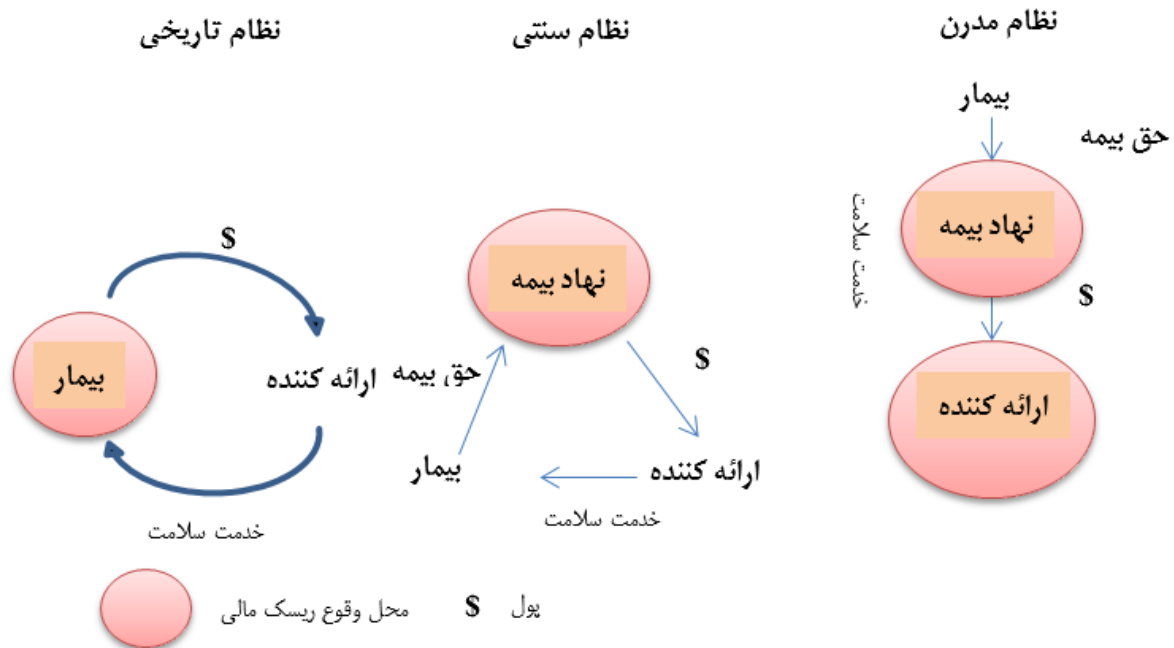 نظام مدرن
نظام سنتی
نظام تاریخی
بیمار
حق بیمه
نهاد بیمه
خدمت سلامت
$
ارائه کننده
نهاد بیمه
$
حق بیمه
بیمار
ارائه کننده
خدمت سلامت
$
بیمار
ارائه کننده
خدمت سلامت
محل وقوع ریسک مالی
$ پول